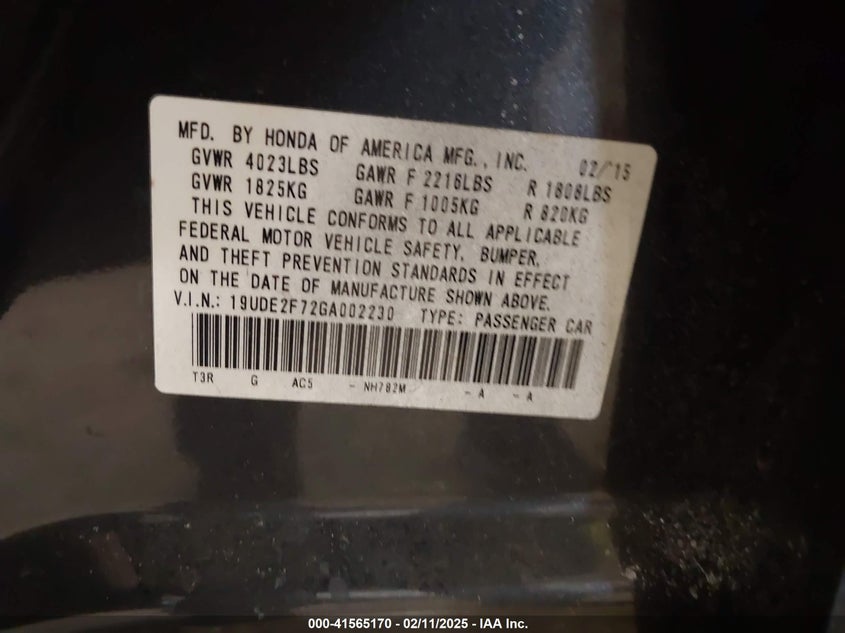 MFD. BY HONDA OF AMERICA MFG., INC. 02/'15
GVWR 4023LBS GAWR F 2216LBS R 1808LBS
GVWR 1825KG GAWR F 1005KG R 820KG
THIS VEHICLE CONFORMS TO ALL APPLICABLE
FEDERAL MOTOR VEHICLE SAFETY, BUMPER,
AND THEFT PREVENTION STANDARDS IN EFFECT
ON THE DATE OF MANUFACTURE SHOWN ABOVE.
V.I.N.: 19UDE2F72GA002230 TYPE: PASSENGER CAR
T3R G AC5 - NH782M - A - A
000-41565170 - 02/11/2025 - IAA Inc.